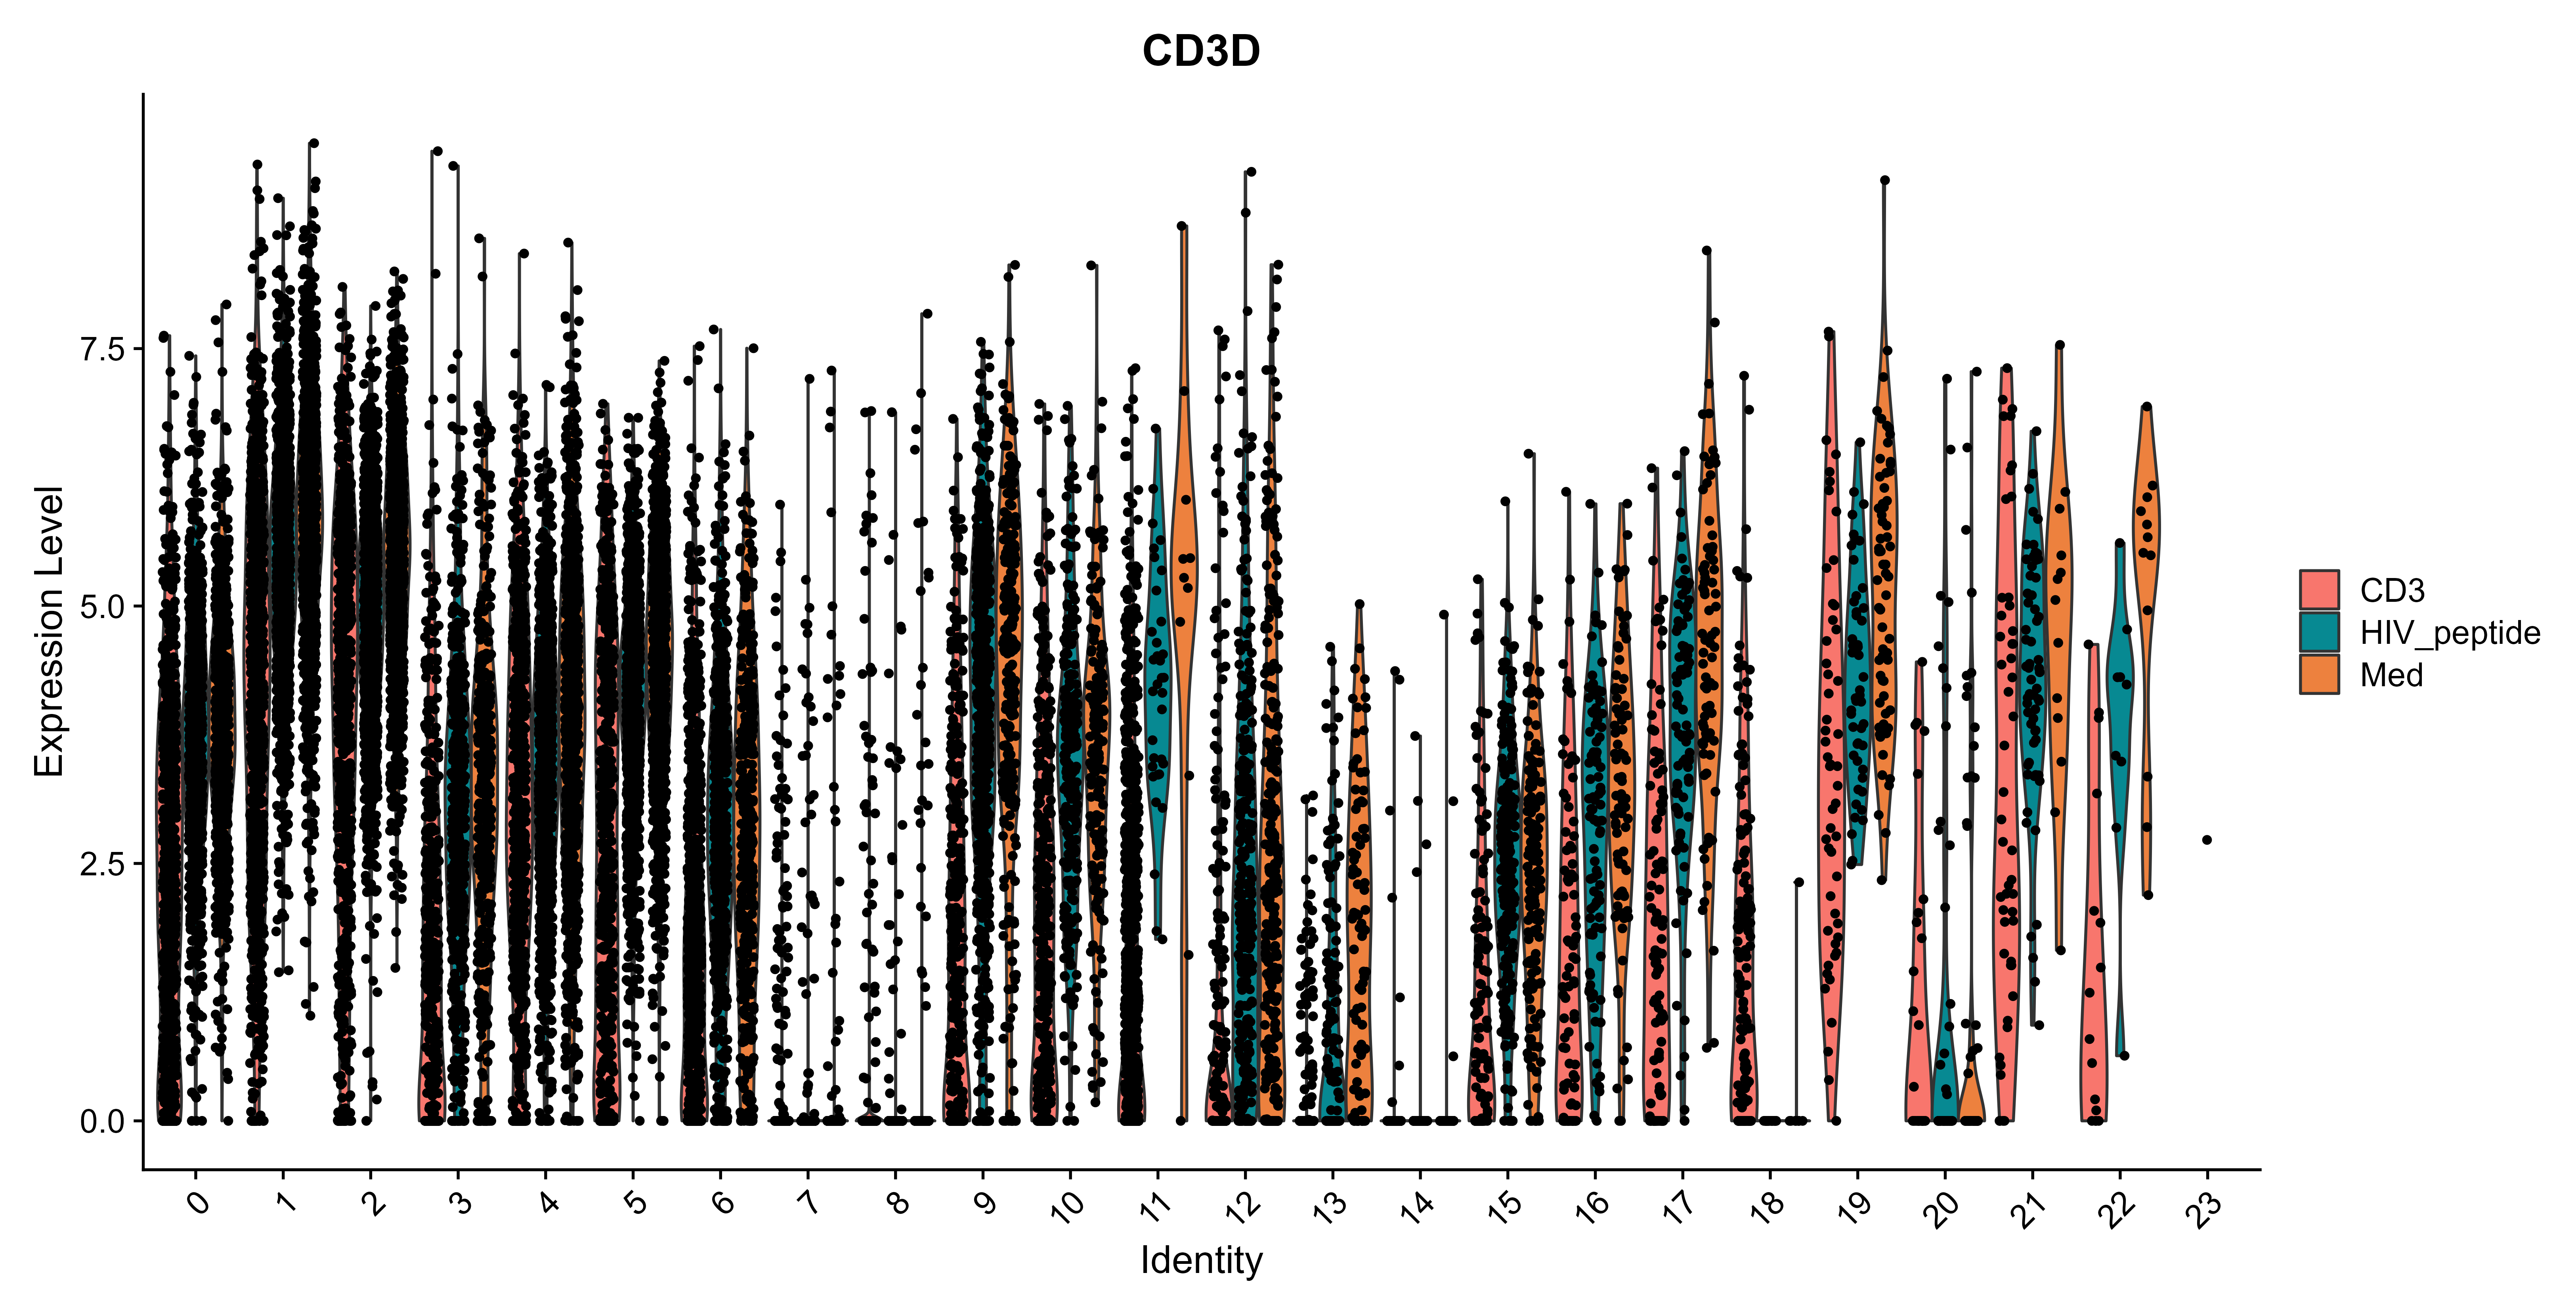 CD3D
Expression Level
7.5
5.0
2.5
0.0
0 1 2 3 4 5 6 7 8 9 10 11 12 13 14 15 16 17 18 19 20 21 22 23
Identity
CD3
HIV_peptide
Med